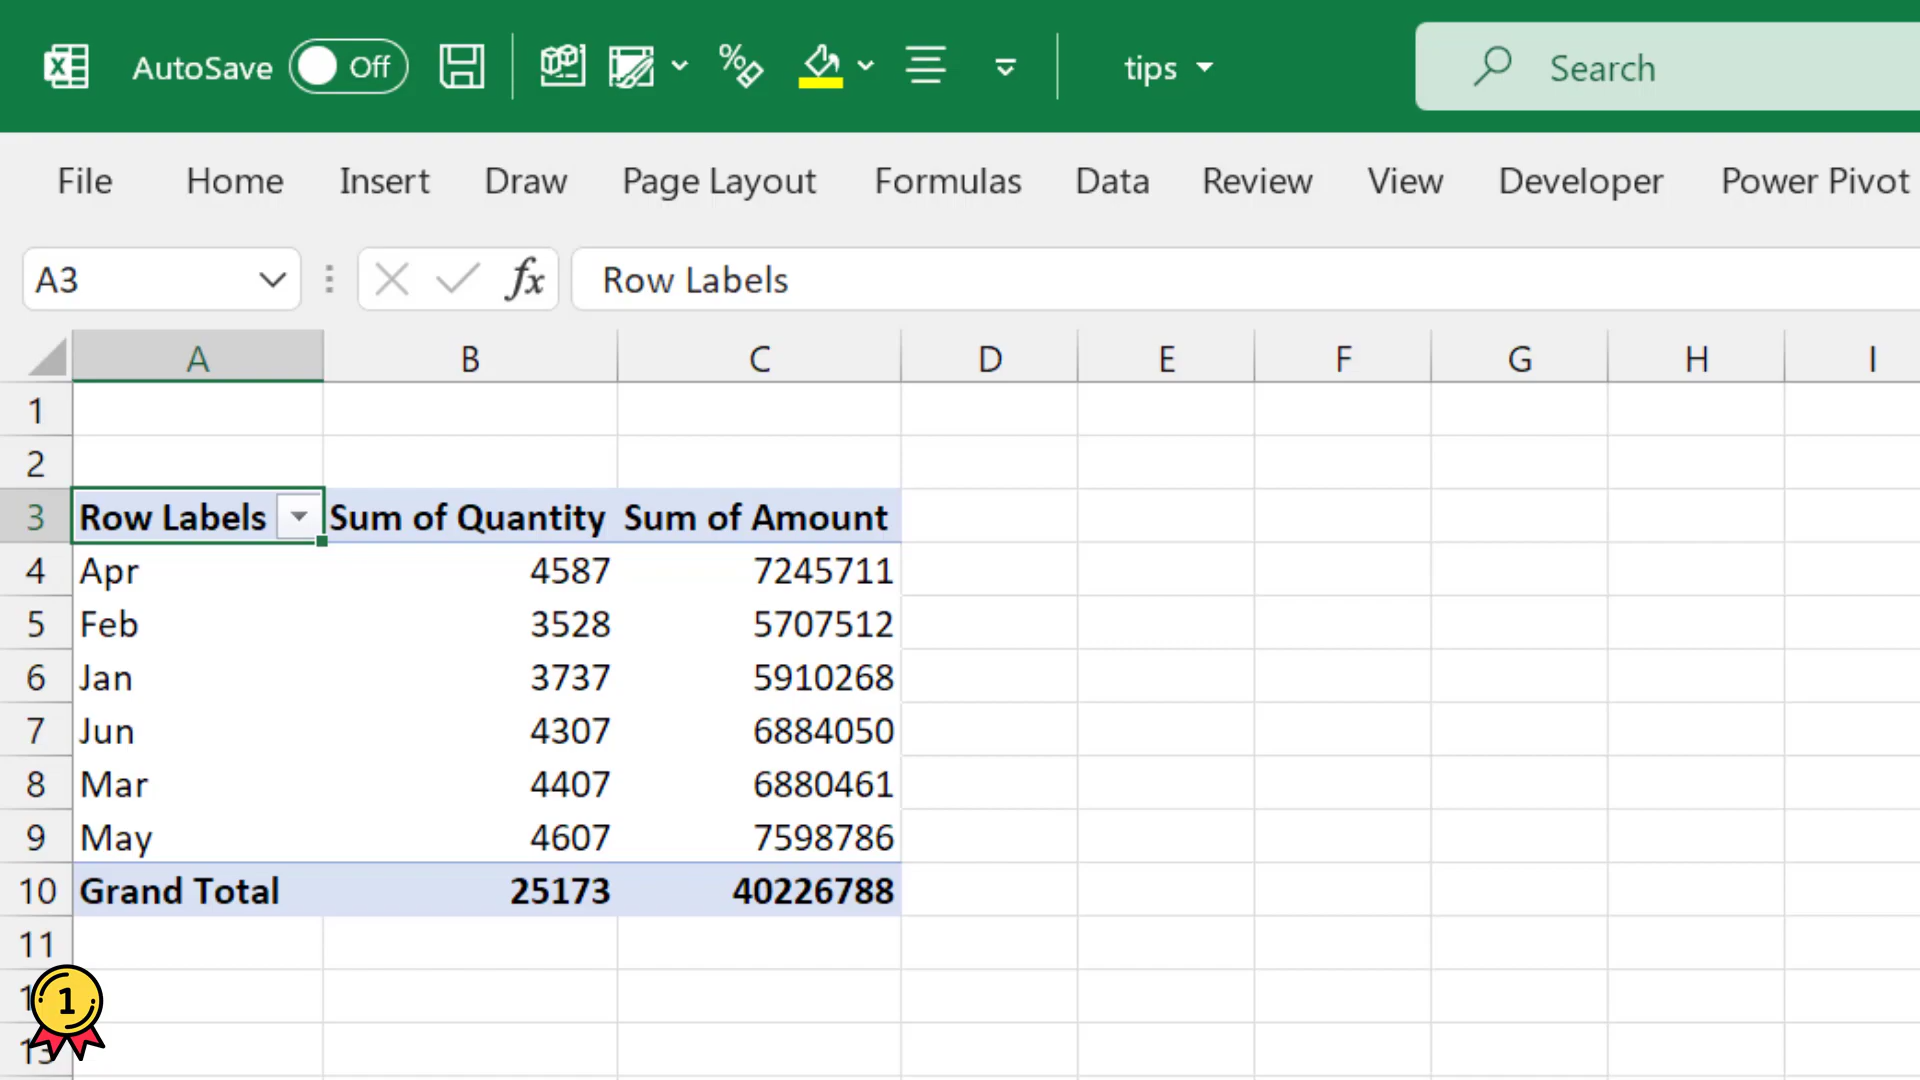 AutoSave Off tips Search
File Home Insert Draw Page Layout Formulas Data Review View Developer Power Pivot
A3 fx Row Labels
A B C D E F G H I
1
2
3 Row Labels Sum of Quantity Sum of Amount
4 Apr 4587 7245711
5 Feb 3528 5707512
6 Jan 3737 5910268
7 Jun 4307 6884050
8 Mar 4407 6880461
9 May 4607 7598786
10 Grand Total 25173 40226788
11
1
13